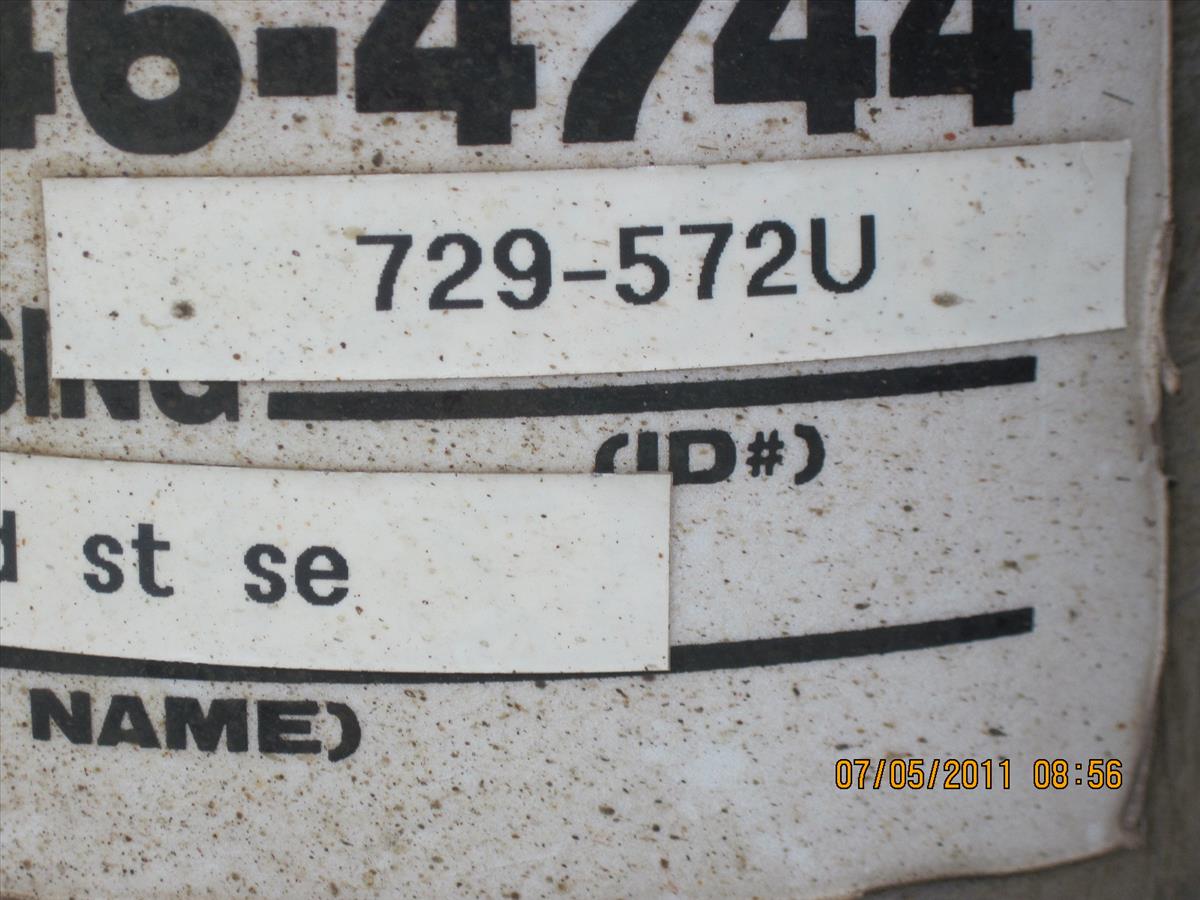 46-4744
729-572U
SING
(ID#)
d st se
NAME)
07/05/2011 08:56